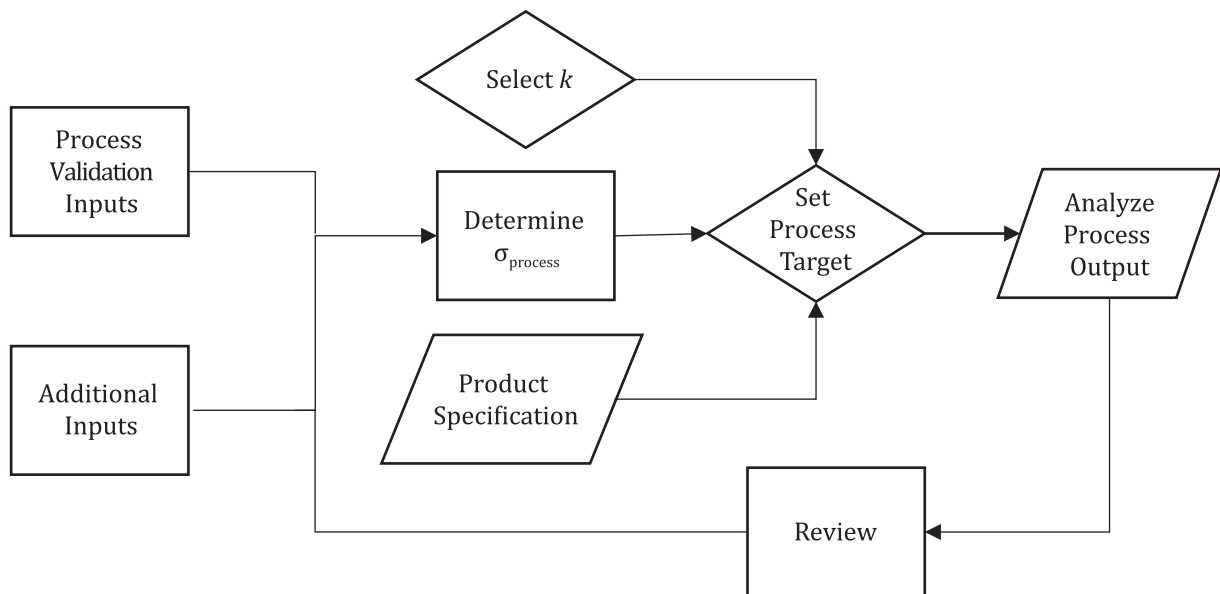 Select k
Process
Validation
Inputs
Determine
σprocess
Set
Process
Target
Analyze
Process
Output
Additional
Inputs
Product
Specification
Review